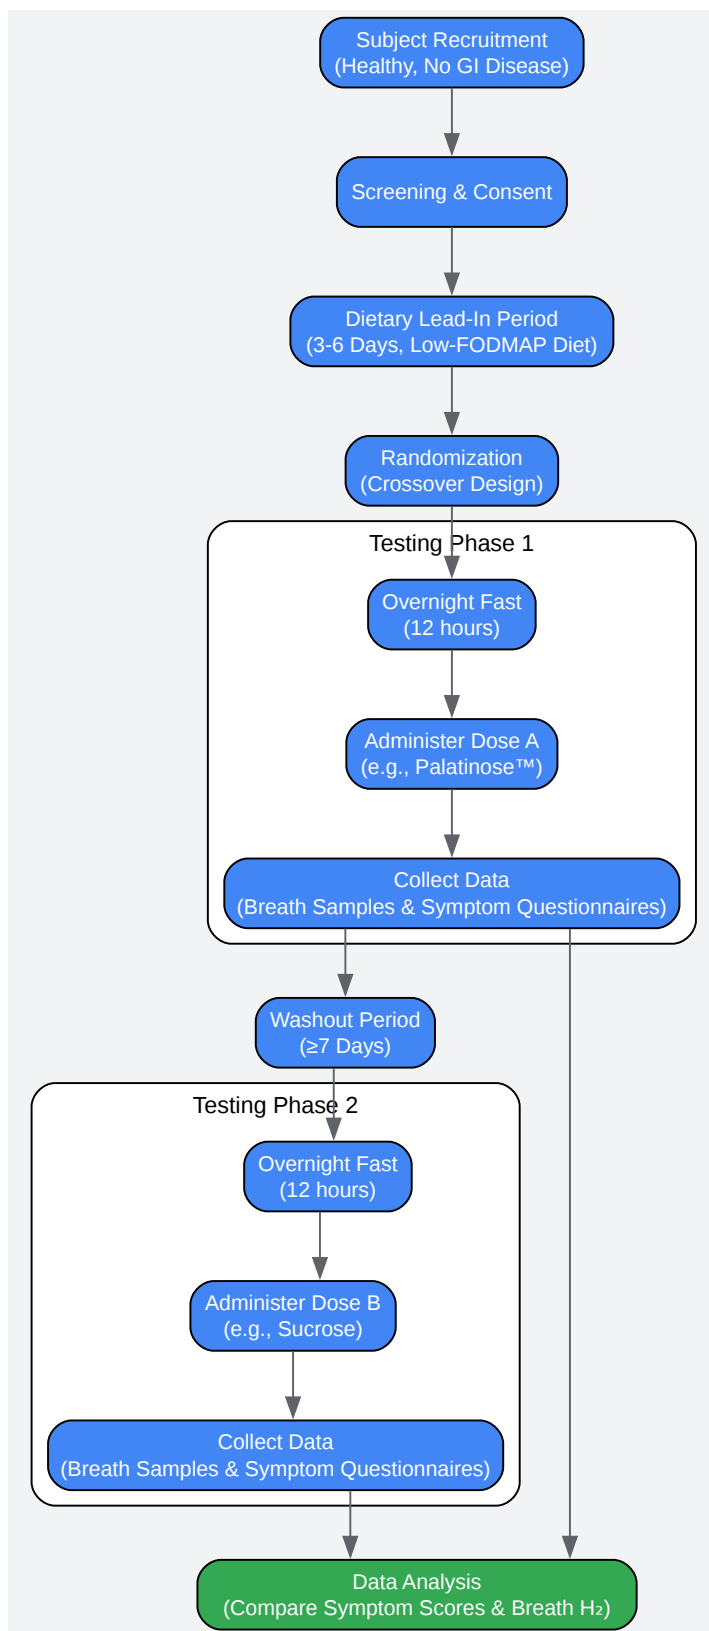 Subject Recruitment
(Healthy, No GI Disease)
Screening & Consent
Dietary Lead-In Period
(3-6 Days, Low-FODMAP Diet)
Randomization
(Crossover Design)
Testing Phase 1
Overnight Fast
(12 hours)
Administer Dose A
(e.g., Palatinose™)
Collect Data
(Breath Samples & Symptom Questionnaires)
Washout Period
(≥7 Days)
Testing Phase 2
Overnight Fast
(12 hours)
Administer Dose B
(e.g., Sucrose)
Collect Data
(Breath Samples & Symptom Questionnaires)
Data Analysis
(Compare Symptom Scores & Breath H₂)